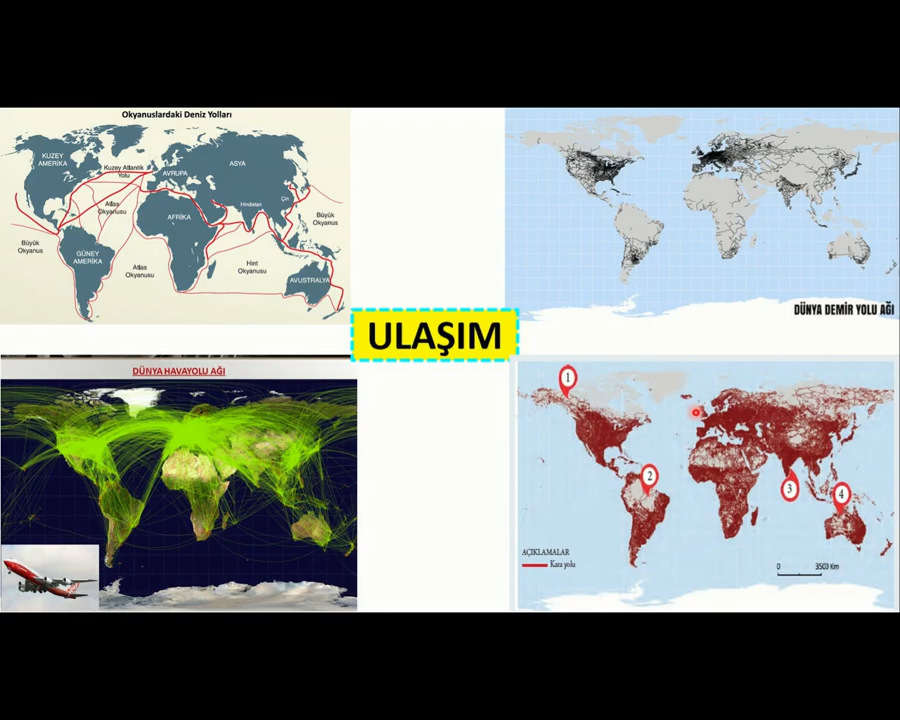 Okyanuslardaki Deniz Yolları
KUZEY
AMERİKA
Kuzey Atlantik
Yolu
AVRUPA
ASYA
Atlas
Okyanusu
AFRİKA
Hindistan
Çin
Büyük
Okyanus
Büyük
Okyanus
GÜNEY
AMERİKA
Atlas
Okyanusu
Hint
Okyanusu
AVUSTRALYA
DÜNYA DEMİR YOLU AĞI
ULAŞIM
DÜNYA HAVAYOLU AĞI
1
2
3
4
AÇIKLAMALAR
Kara yolu
0 3500 Km